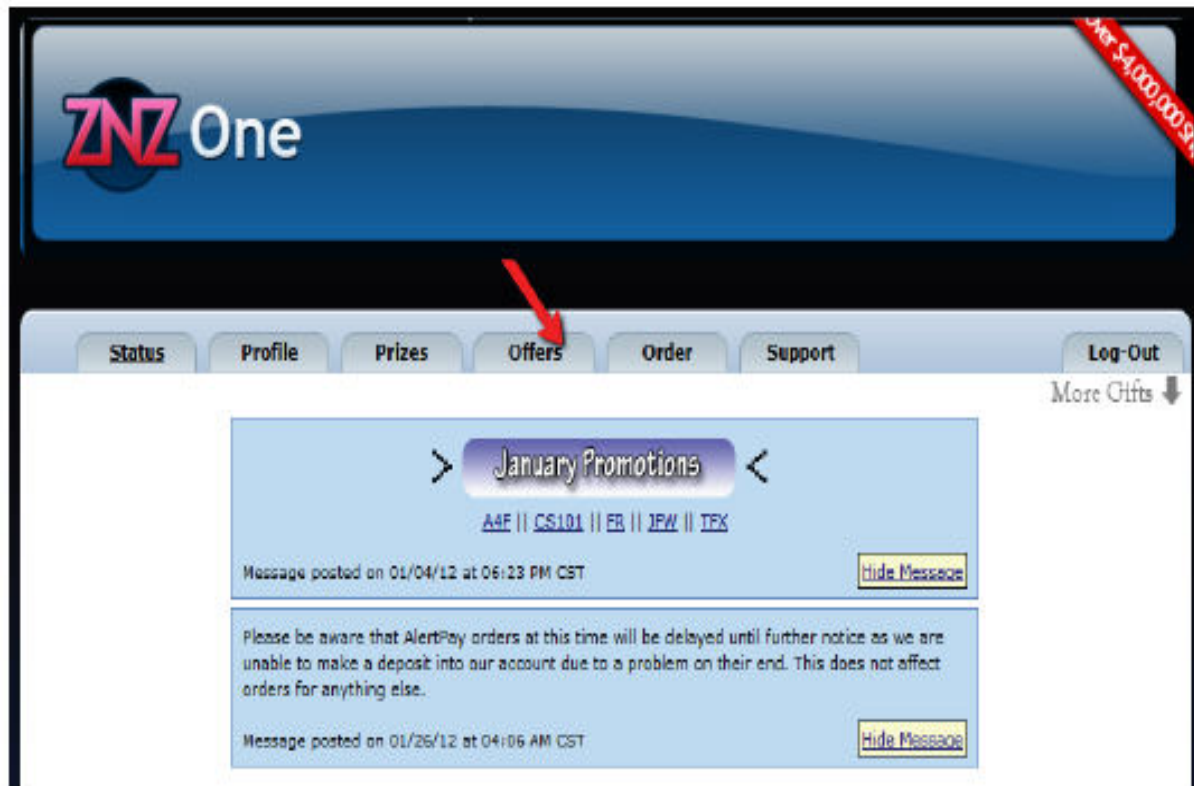 over $4,000,000
ZNZ One
Status Profile Prizes Offers Order Support Log-Out
More Gifts
> January Promotions <
A4F || CS101 || FR || JFW || TFX
Message posted on 01/04/12 at 06:23 PM CST
Hide Message
Please be aware that AlertPay orders at this time will be delayed until further notice as we are
unable to make a deposit into our account due to a problem on their end. This does not affect
orders for anything else.
Message posted on 01/26/12 at 04:06 AM CST
Hide Message